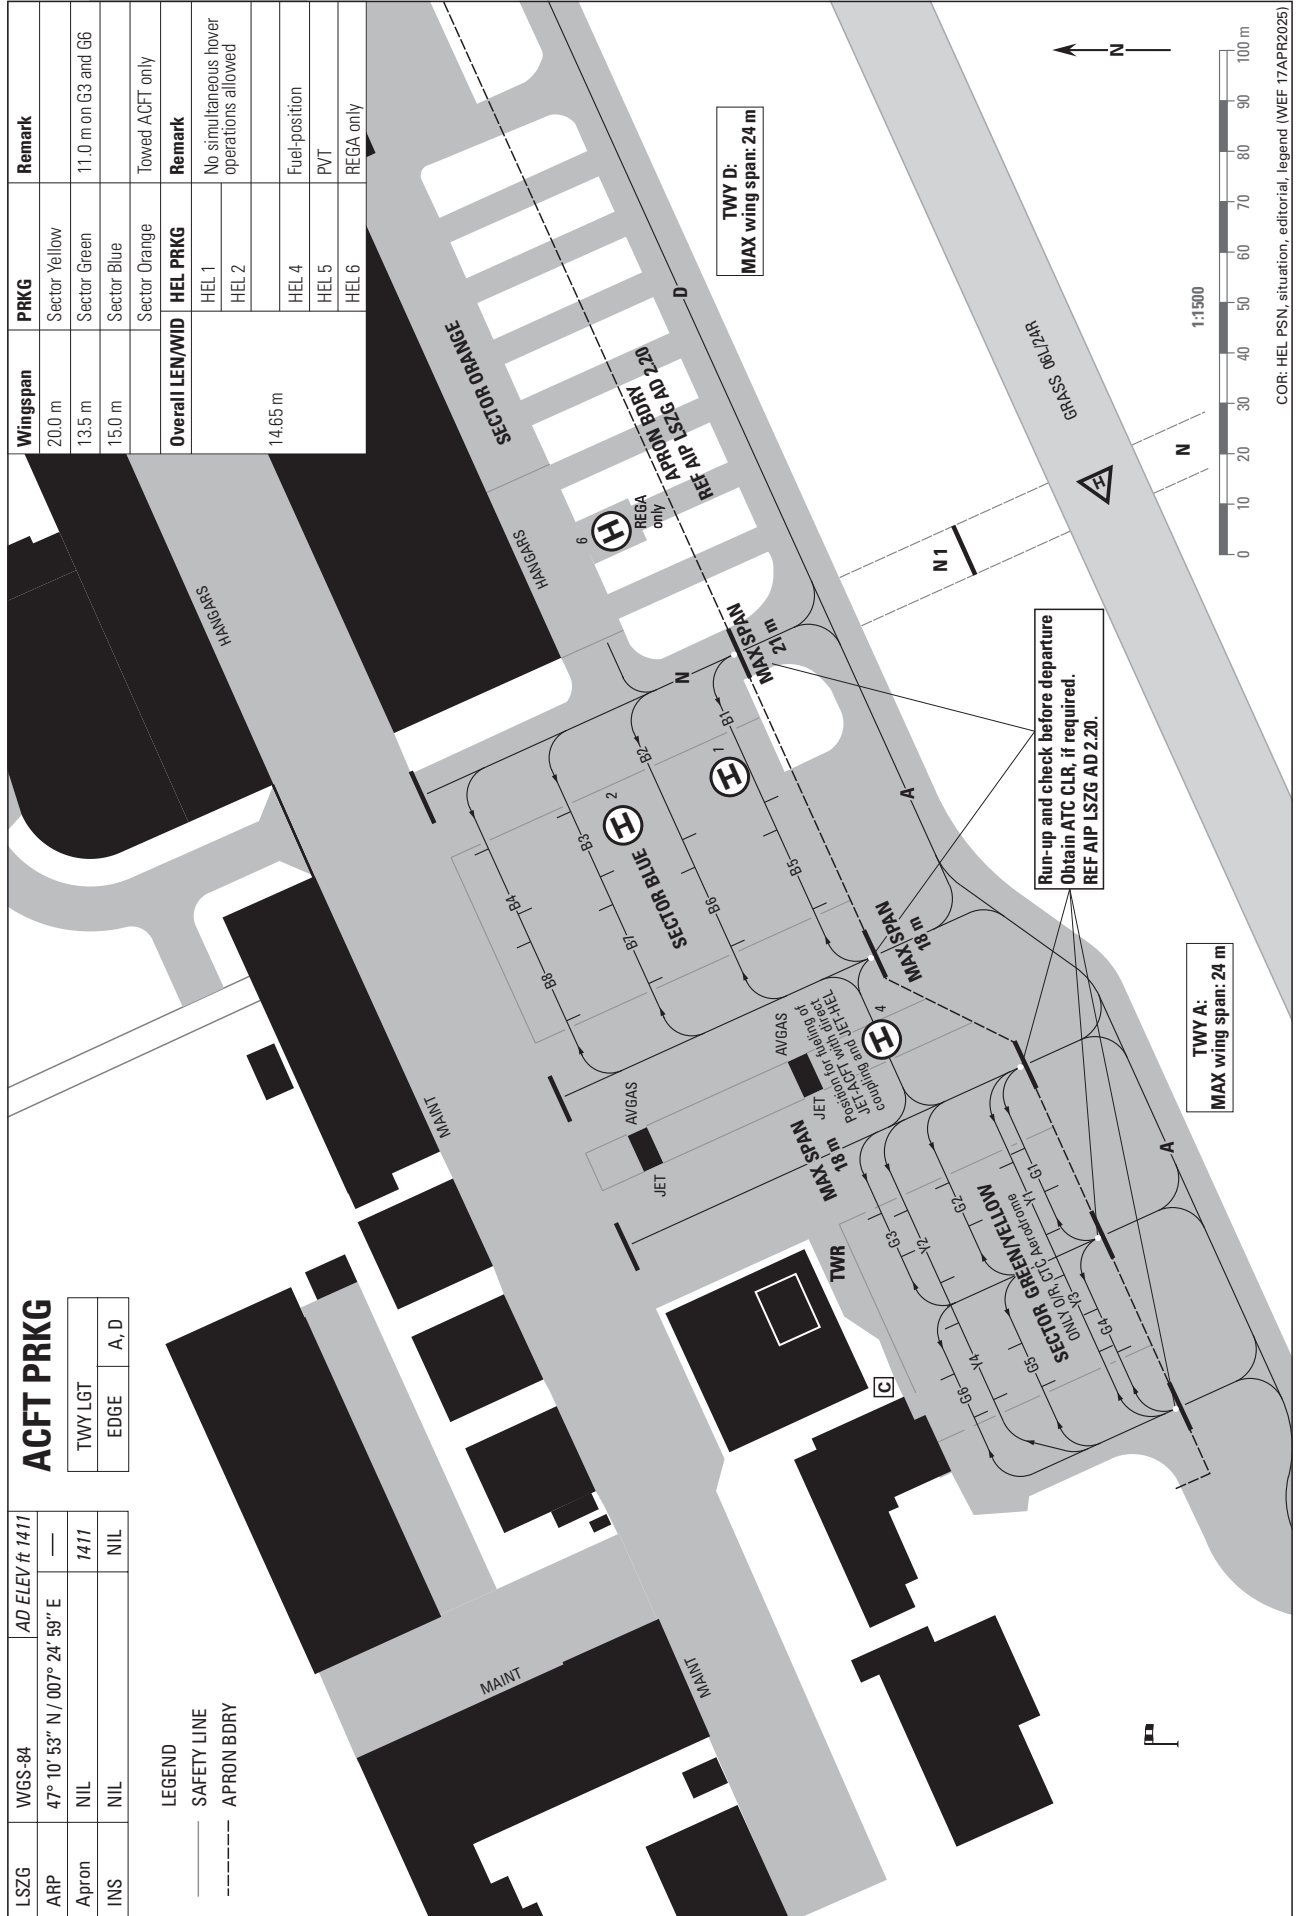 LSZG WGS-84 AD ELEV ft 1411
ARP 47° 10' 53" N / 007° 24' 59" E —
Apron NIL 1411
INS NIL NIL
ACFT PRKG
TWY LGT
EDGE A, D
LEGEND
SAFETY LINE
APRON BDRY
Wingspan PRKG Remark
20.0 m Sector Yellow
13.5 m Sector Green 11.0 m on G3 and G6
15.0 m Sector Blue
Sector Orange Towed ACFT only
Overall LEN/WID HEL PRKG Remark
14.65 m
HEL 1 No simultaneous hover
HEL 2 operations allowed
HEL 4 Fuel-position
HEL 5 PVT
HEL 6 REGA only
HANGARS
HANGARS
SECTOR ORANGE
MAINT
MAINT
MAINT
6
H
REGA
only
APRON BDRY
REF AIP LSZG AD 2.20
D
TWY D:
MAX wing span: 24 m
N
MAX SPAN
21 m
B1
B2
B3
B4
B5
B6
B7
B8
SECTOR BLUE
H
2
H
1
AVGAS
JET
AVGAS
JET
Position for fueling of
JET-ACFT with direct
coupling and JET-HEL
H
4
MAX SPAN
18 m
MAX SPAN
18 m
A
TWR
C
G3
Y2
G2
Y1
G1
SECTOR GREEN/YELLOW
ONLY O/R, CTC Aerodrome
G6
Y4
G5
Y3
G4
A
TWY A:
MAX wing span: 24 m
Run-up and check before departure
Obtain ATC CLR, if required.
REF AIP LSZG AD 2.20.
N1
N
H
GRASS 06L/24R
N
1:1500
0 10 20 30 40 50 60 70 80 90 100 m
COR: HEL PSN, situation, editorial, legend (WEF 17APR2025)